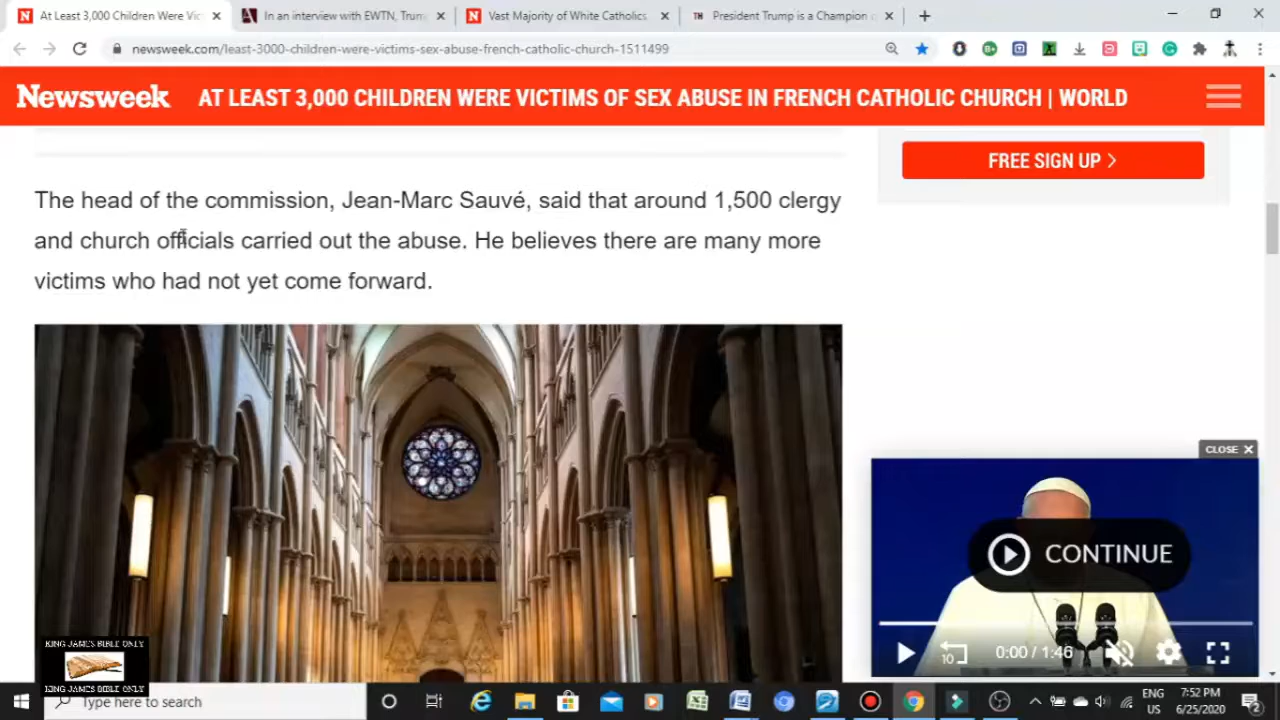 At Least 3,000 Children Were Vic
In an interview with EWTN, Trum
Vast Majority of White Catholics
TH President Trump is a Champion o
newsweek.com/least-3000-children-were-victims-sex-abuse-french-catholic-church-1511499
Newsweek AT LEAST 3,000 CHILDREN WERE VICTIMS OF SEX ABUSE IN FRENCH CATHOLIC CHURCH | WORLD
FREE SIGN UP >
The head of the commission, Jean-Marc Sauvé, said that around 1,500 clergy
and church officials carried out the abuse. He believes there are many more
victims who had not yet come forward.
CLOSE X
CONTINUE
10
0:00 / 1:46
KING JAMES BIBLE ONLY
KING JAMES BIBLE ONLY
Type here to search
ENG
US
7:52 PM
6/25/2020
2